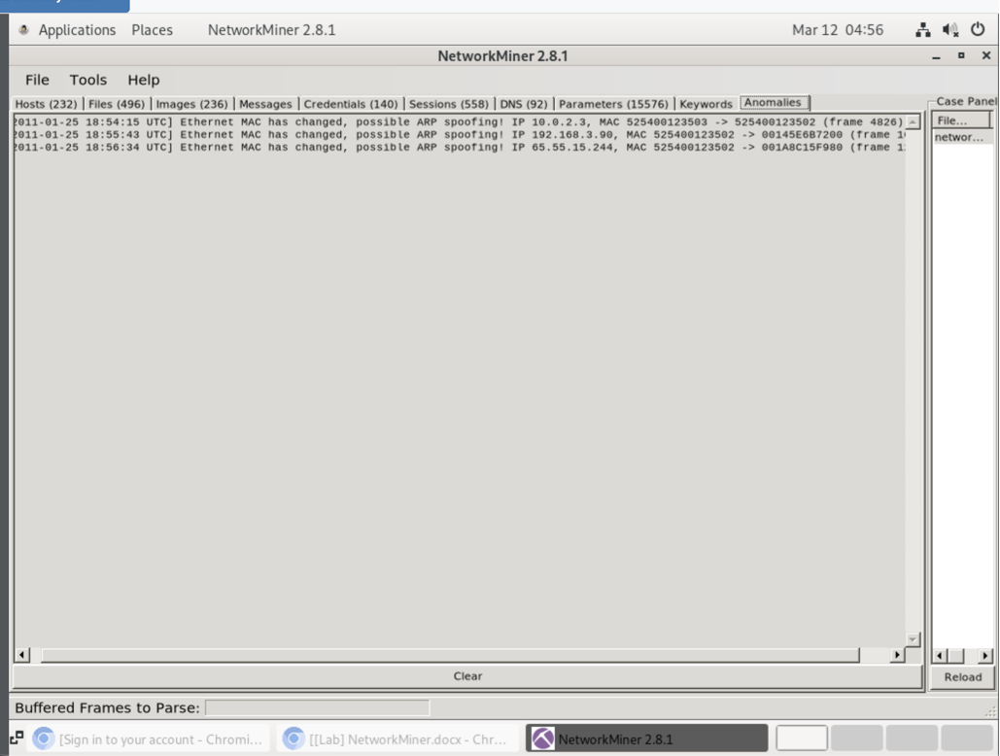 Applications Places NetworkMiner 2.8.1 Mar 12 04:56
NetworkMiner 2.8.1
File Tools Help
Hosts (232) Files (496) Images (236) Messages Credentials (140) Sessions (558) DNS (92) Parameters (15576) Keywords Anomalies
2011-01-25 18:54:15 UTC] Ethernet MAC has changed, possible ARP spoofing! IP 10.0.2.3, MAC 525400123503 -> 525400123502 (frame 4826)
2011-01-25 18:55:43 UTC] Ethernet MAC has changed, possible ARP spoofing! IP 192.168.3.90, MAC 525400123502 -> 00145E6B7200 (frame
2011-01-25 18:56:34 UTC] Ethernet MAC has changed, possible ARP spoofing! IP 65.55.15.244, MAC 525400123502 -> 001A8C15F980 (frame
Case Panel
File...
networ...
Clear
Reload
Buffered Frames to Parse:
[Sign in to your account - Chromi... [[Lab] NetworkMiner.docx - Chr... NetworkMiner 2.8.1